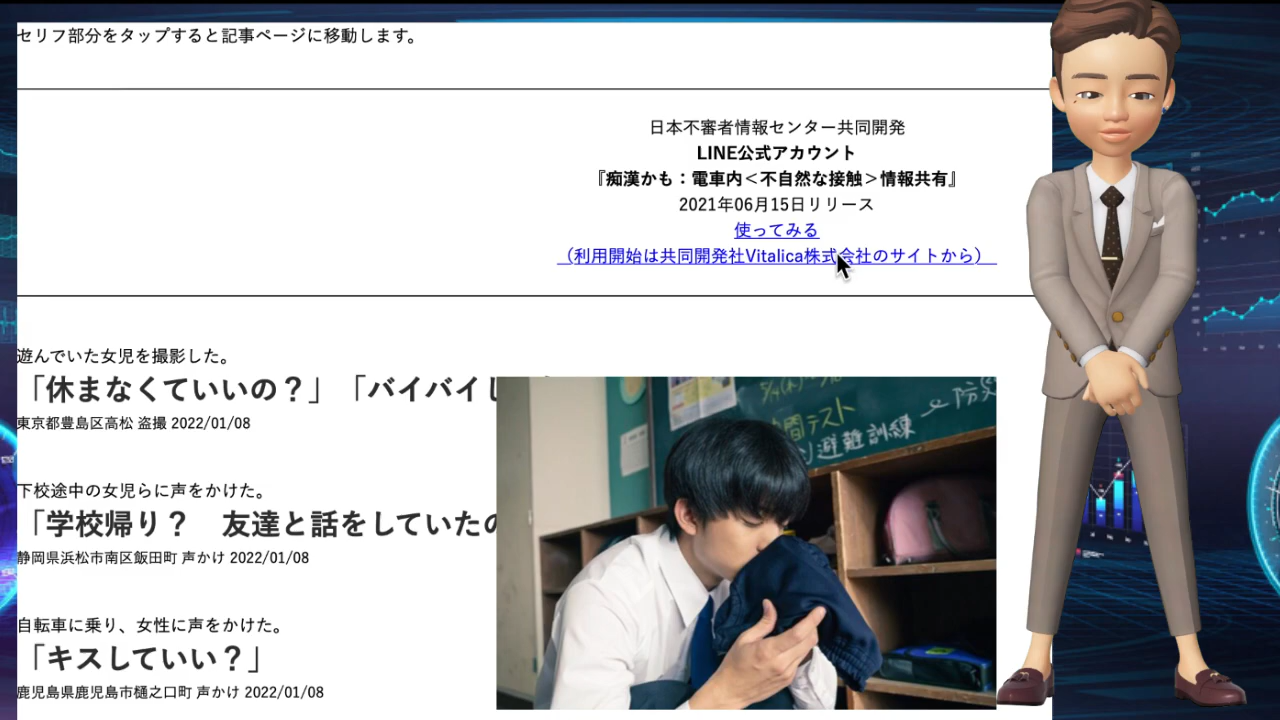 セリフ部分をタップすると記事ページに移動します。
日本不審者情報センター共同開発
LINE公式アカウント
『痴漢かも：電車内＜不自然な接触＞情報共有』
2021年06月15日リリース
使ってみる
（利用開始は共同開発社Vitalica株式会社のサイトから）
遊んでいた女児を撮影した。
「休まなくていいの？」「バイバイし
東京都豊島区高松 盗撮 2022/01/08
下校途中の女児らに声をかけた。
「学校帰り？　友達と話をしていたの
静岡県浜松市南区飯田町 声かけ 2022/01/08
自転車に乗り、女性に声をかけた。
「キスしていい？」
鹿児島県鹿児島市樋之口町 声かけ 2022/01/08
間テスト
防災
避難訓練